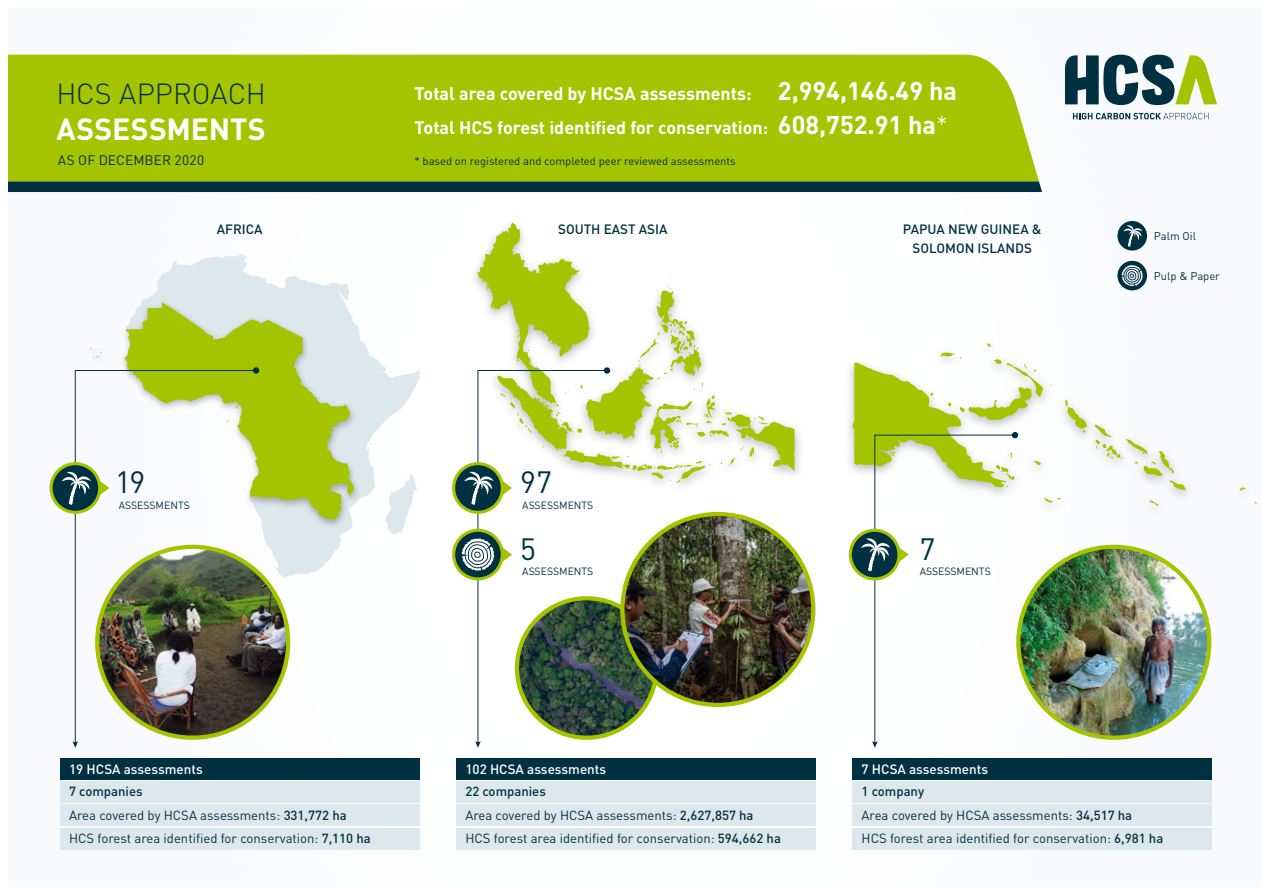 HCS APPROACH
ASSESSMENTS
AS OF DECEMBER 2020
Total area covered by HCSA assessments: 2,994,146.49 ha
Total HCS forest identified for conservation: 608,752.91 ha*
* based on registered and completed peer reviewed assessments
HCSA
HIGH CARBON STOCK APPROACH
AFRICA
SOUTH EAST ASIA
PAPUA NEW GUINEA &
SOLOMON ISLANDS
Palm Oil
Pulp & Paper
19
ASSESSMENTS
97
ASSESSMENTS
5
ASSESSMENTS
7
ASSESSMENTS
19 HCSA assessments
7 companies
Area covered by HCSA assessments: 331,772 ha
HCS forest area identified for conservation: 7,110 ha
102 HCSA assessments
22 companies
Area covered by HCSA assessments: 2,627,857 ha
HCS forest area identified for conservation: 594,662 ha
7 HCSA assessments
1 company
Area covered by HCSA assessments: 34,517 ha
HCS forest area identified for conservation: 6,981 ha